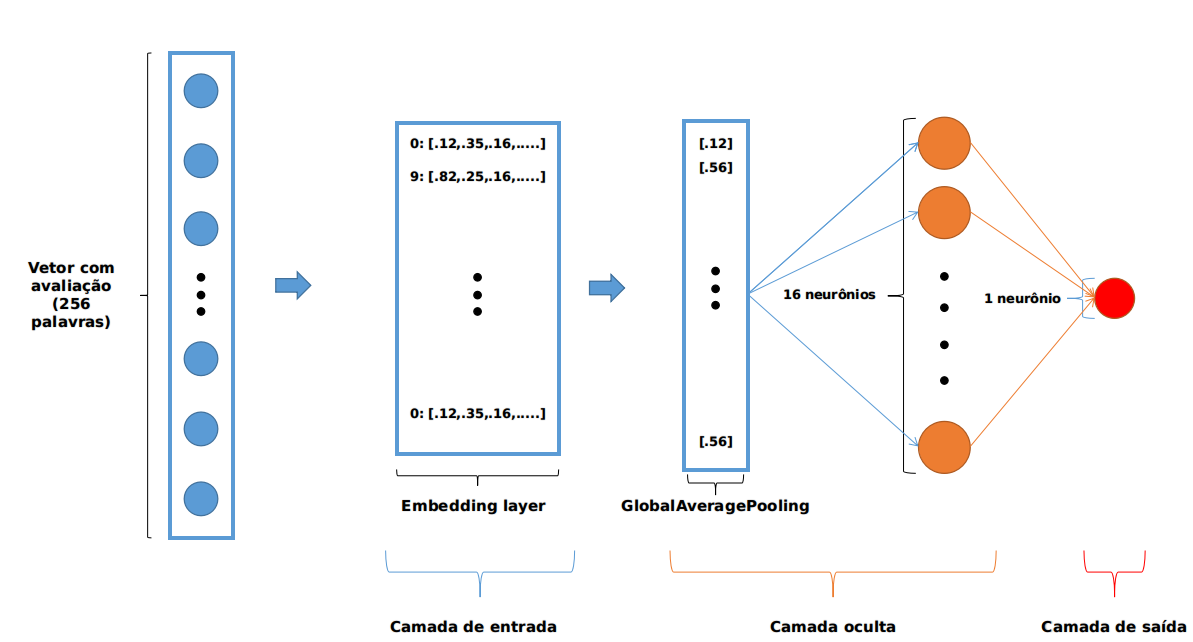 Vetor com
avaliação
(256
palavras)
0: [.12,.35,.16,.....]
9: [.82,.25,.16,.....]
0: [.12,.35,.16,.....]
Embedding layer
[.12]
[.56]
[.56]
GlobalAveragePooling
16 neurônios
1 neurônio
Camada de entrada
Camada oculta
Camada de saída